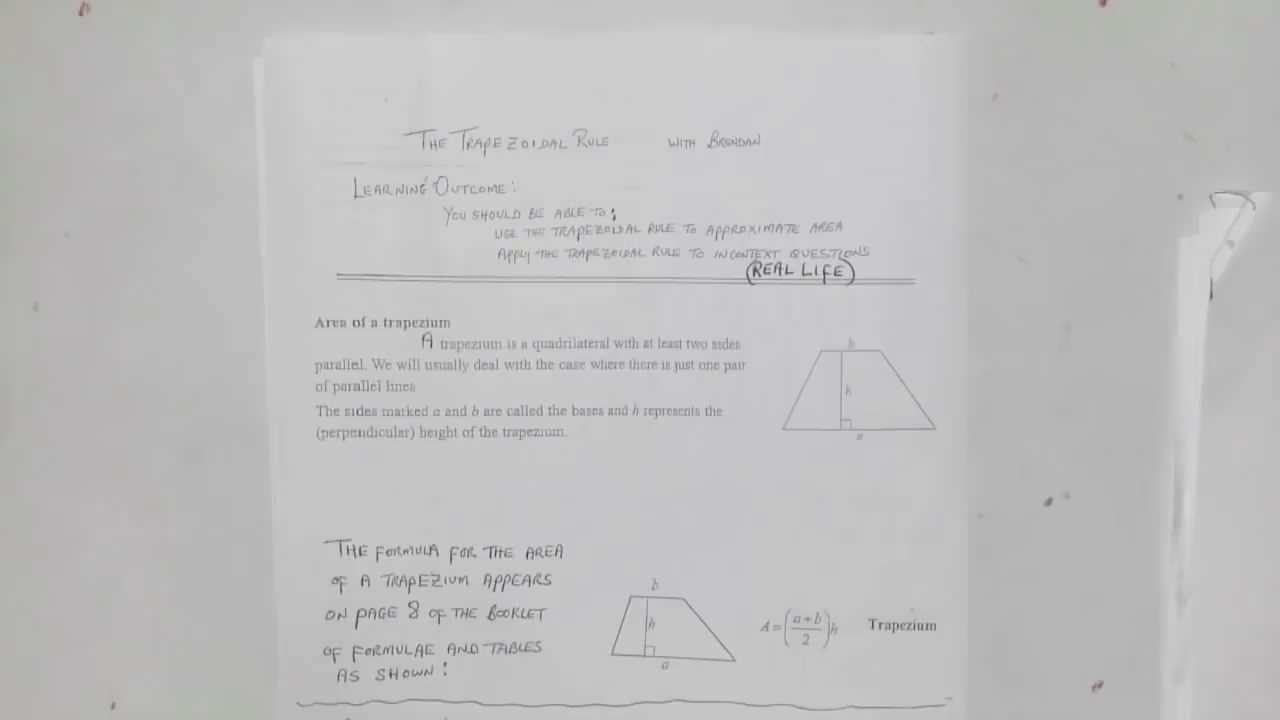 THE TRAPEZOIDAL RULE WITH BRENDAN
LEARNING OUTCOME:
YOU SHOULD BE ABLE TO:
USE THE TRAPEZOIDAL RULE TO APPROXIMATE AREA
APPLY THE TRAPEZOIDAL RULE TO INCONTEXT QUESTIONS
(REAL LIFE)
Area of a trapezium
A trapezium is a quadrilateral with at least two sides
parallel. We will usually deal with the case where there is just one pair
of parallel lines
The sides marked a and b are called the bases and h represents the
(perpendicular) height of the trapezium.
b
h
a
THE FORMULA FOR THE AREA
OF A TRAPEZIUM APPEARS
ON PAGE 8 OF THE BOOKLET
OF FORMULAE AND TABLES
AS SHOWN:
b
h
a
A = (a+b / 2)h Trapezium